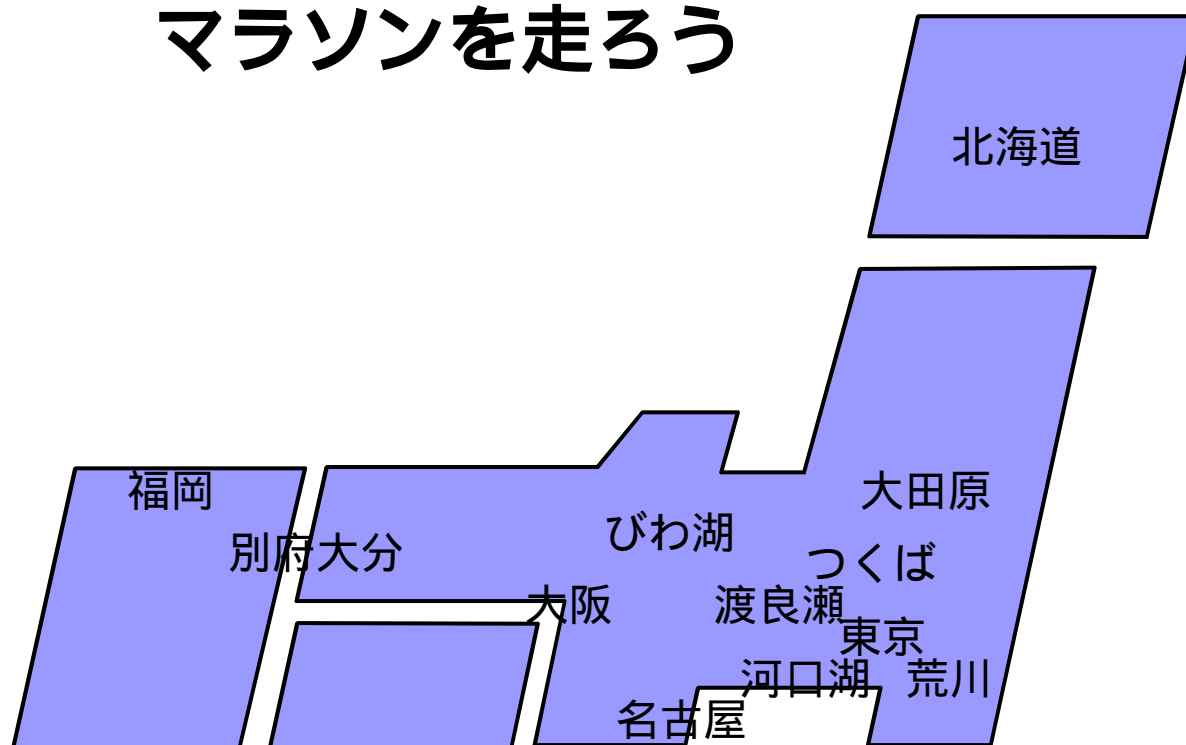 マラソンを走ろう
北海道
福岡
大田原
びわ湖
別府大分
つくば
大阪
渡良瀬
東京
河口湖
荒川
名古屋